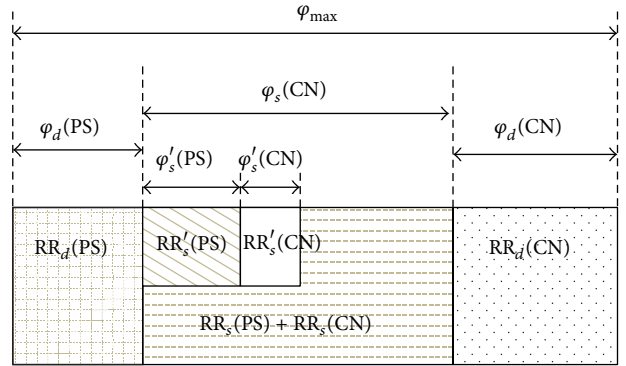 φmax
φs(CN)
φd(PS)
φd(CN)
φ′s(PS) φ′s(CN)
RRd(PS) RR′s(PS) RR′s(CN) RRd(CN)
RRs(PS) + RRs(CN)